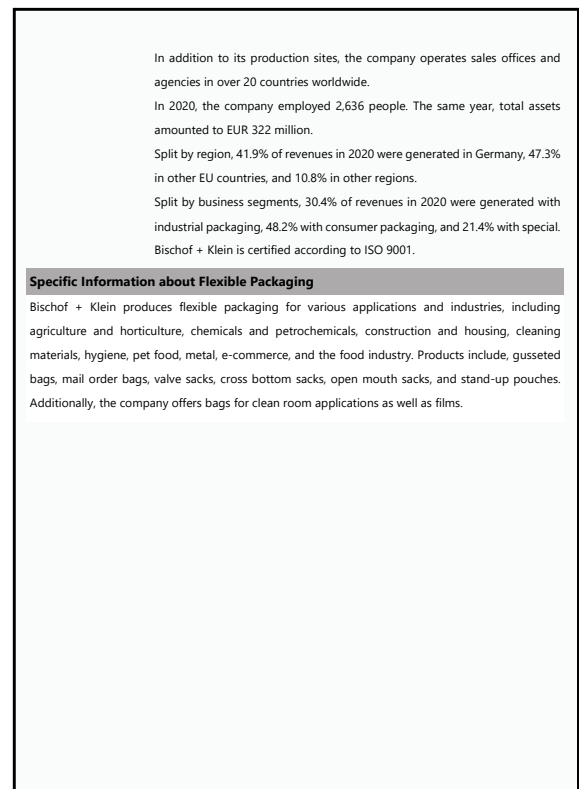 In addition to its production sites, the company operates sales offices and
agencies in over 20 countries worldwide.
In 2020, the company employed 2,636 people. The same year, total assets
amounted to EUR 322 million.
Split by region, 41.9% of revenues in 2020 were generated in Germany, 47.3%
in other EU countries, and 10.8% in other regions.
Split by business segments, 30.4% of revenues in 2020 were generated with
industrial packaging, 48.2% with consumer packaging, and 21.4% with special.
Bischof + Klein is certified according to ISO 9001.
Specific Information about Flexible Packaging
Bischof + Klein produces flexible packaging for various applications and industries, including
agriculture and horticulture, chemicals and petrochemicals, construction and housing, cleaning
materials, hygiene, pet food, metal, e-commerce, and the food industry. Products include, gusseted
bags, mail order bags, valve sacks, cross bottom sacks, open mouth sacks, and stand-up pouches.
Additionally, the company offers bags for clean room applications as well as films.